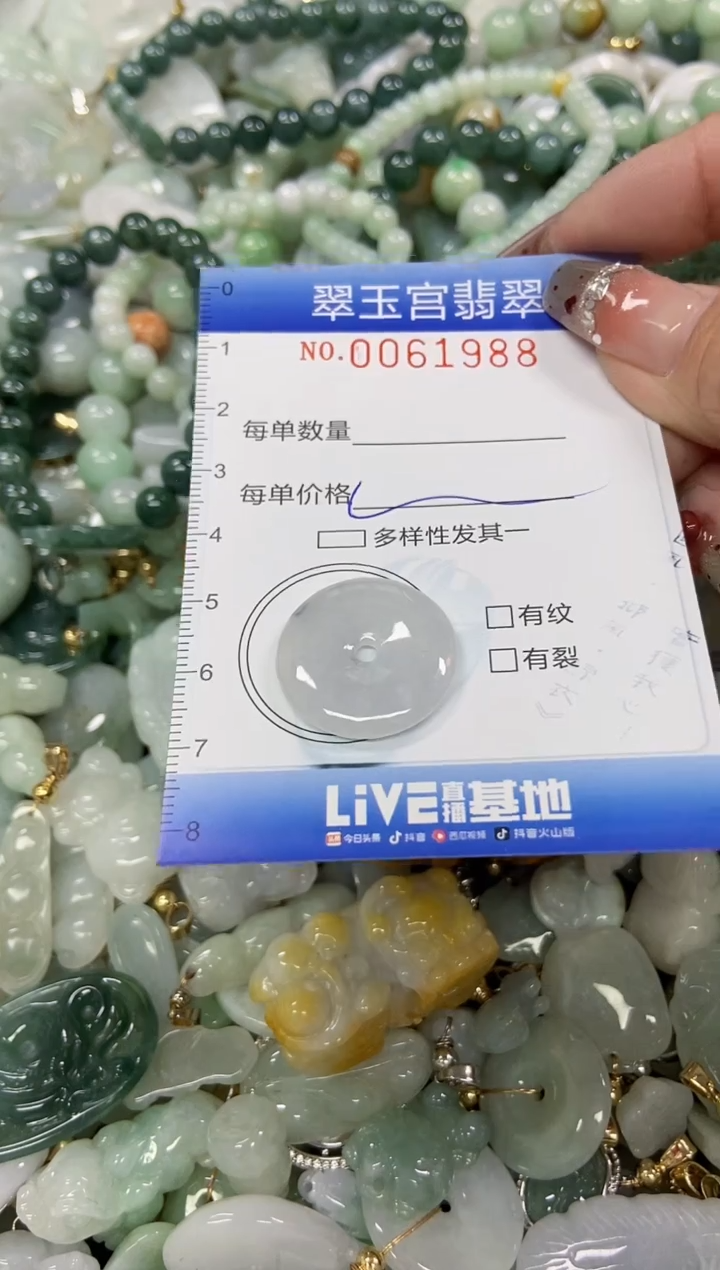 翠玉宫翡翠
NO.0061988
每单数量
每单价格
多样性发其一
有纹
有裂
LiVE直播基地
今日头条 抖音 西瓜视频 抖音火山版
0
1
2
3
4
5
6
7
8